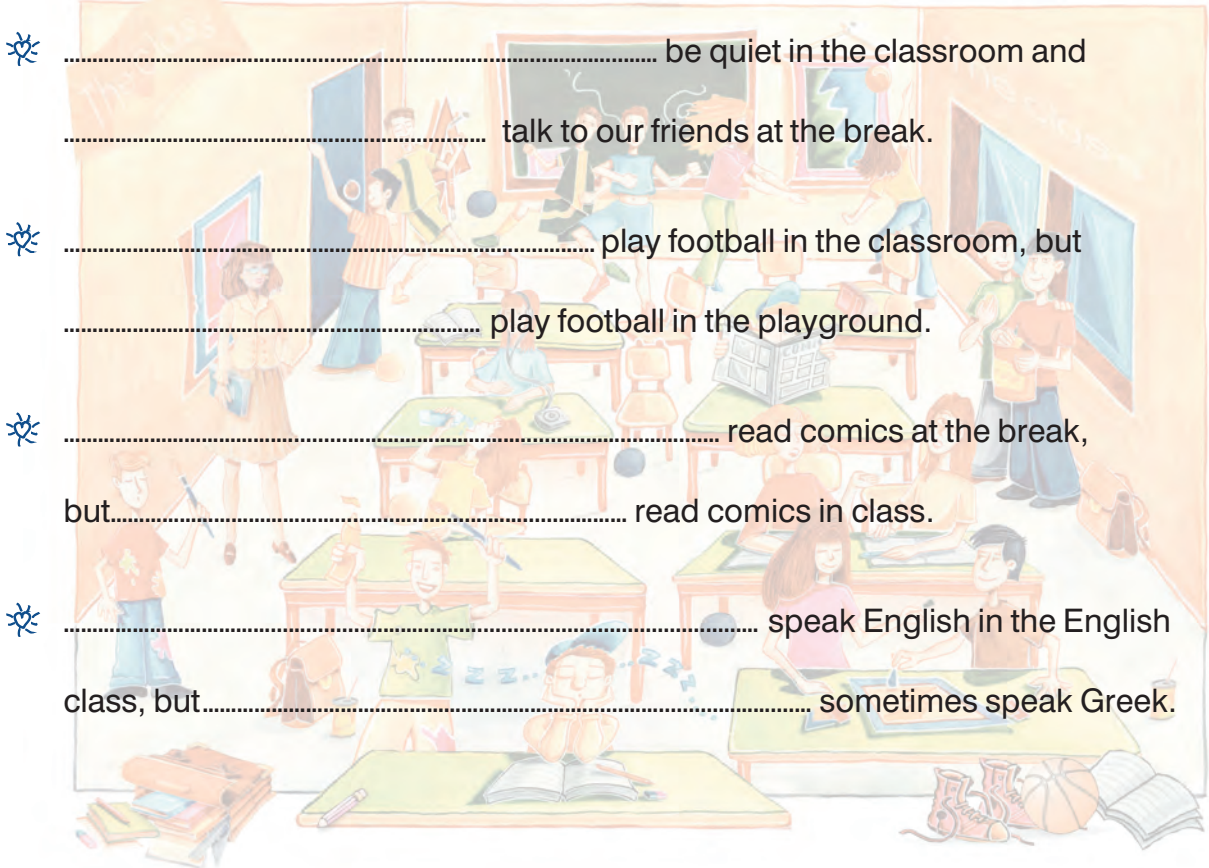 ........................................ be quiet in the classroom and
........................................ talk to our friends at the break.
........................................ play football in the classroom, but
........................................ play football in the playground.
........................................ read comics at the break,
but........................................ read comics in class.
........................................ speak English in the English
class, but........................................ sometimes speak Greek.